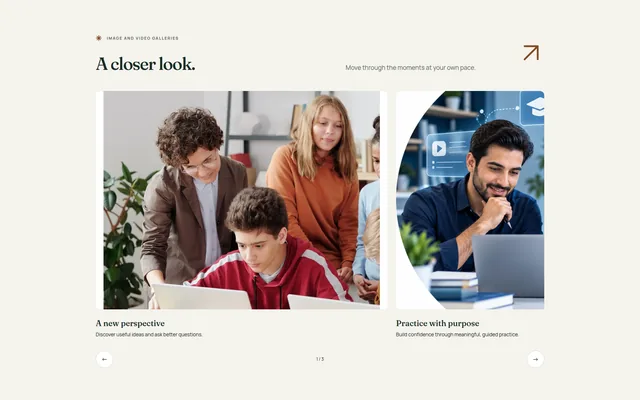 IMAGE AND VIDEO GALLERIES
A closer look.
Move through the moments at your own pace.
A new perspective
Discover useful ideas and ask better questions.
Practice with purpose
Build confidence through meaningful, guided practice.
← 1 / 3 →